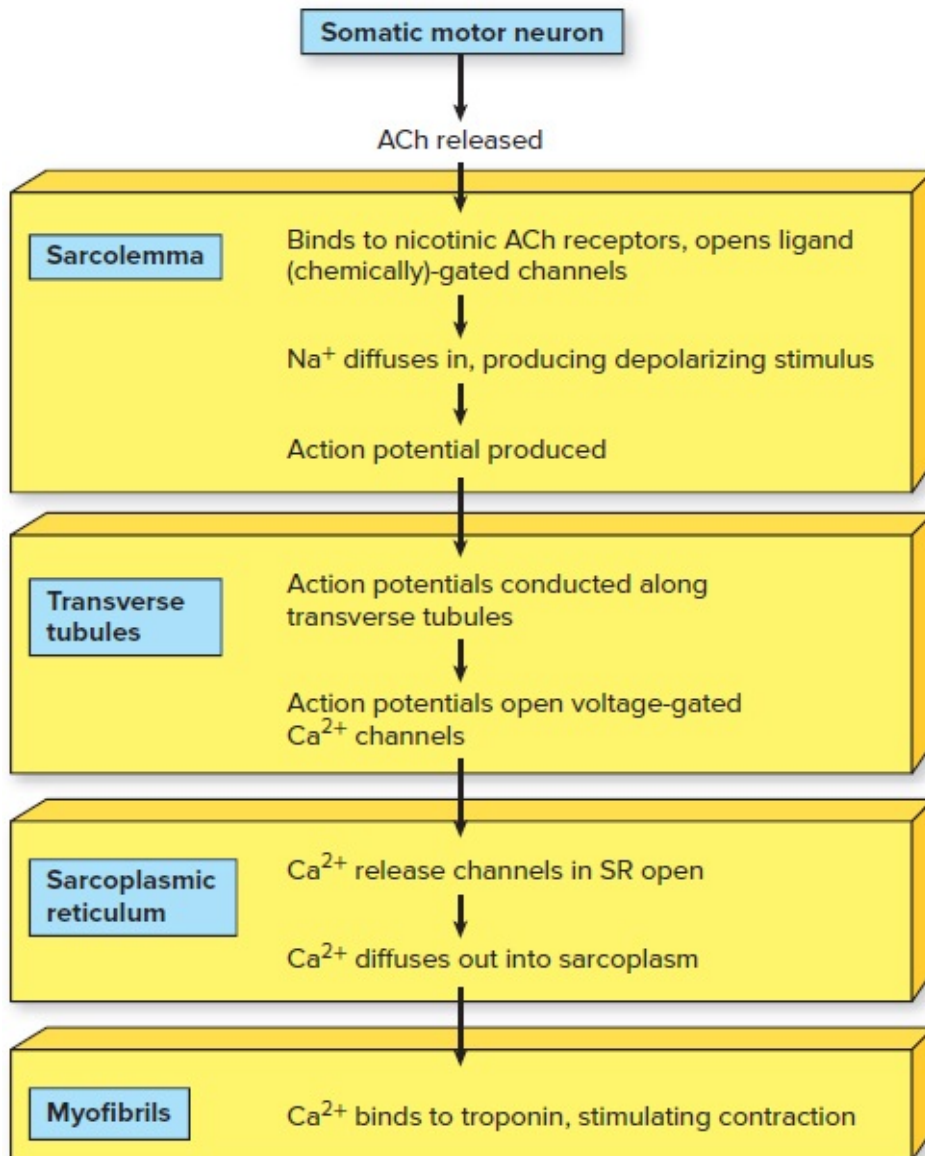 Somatic motor neuron
ACh released
Sarcolemma
Binds to nicotinic ACh receptors, opens ligand
(chemically)-gated channels
Na⁺ diffuses in, producing depolarizing stimulus
Action potential produced
Transverse
tubules
Action potentials conducted along
transverse tubules
Action potentials open voltage-gated
Ca²⁺ channels
Sarcoplasmic
reticulum
Ca²⁺ release channels in SR open
Ca²⁺ diffuses out into sarcoplasm
Myofibrils
Ca²⁺ binds to troponin, stimulating contraction